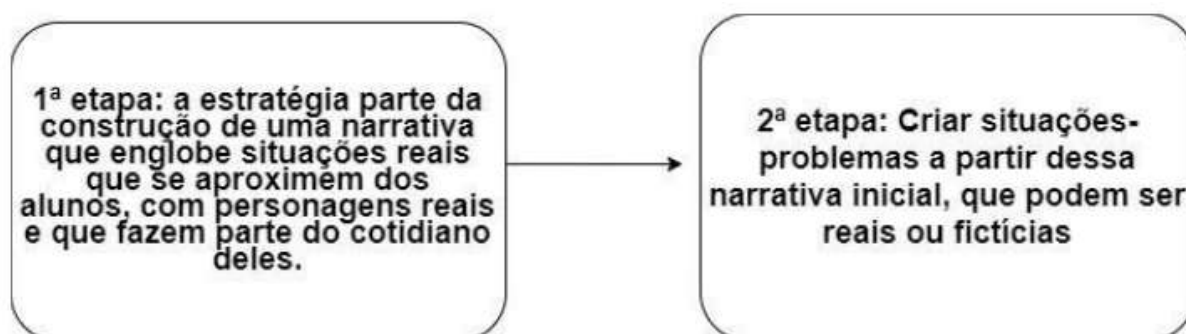 1ª etapa: a estratégia parte da
construção de uma narrativa
que englobe situações reais
que se aproximem dos
alunos, com personagens reais
e que fazem parte do cotidiano
deles.
2ª etapa: Criar situações-
problemas a partir dessa
narrativa inicial, que podem ser
reais ou fictícias